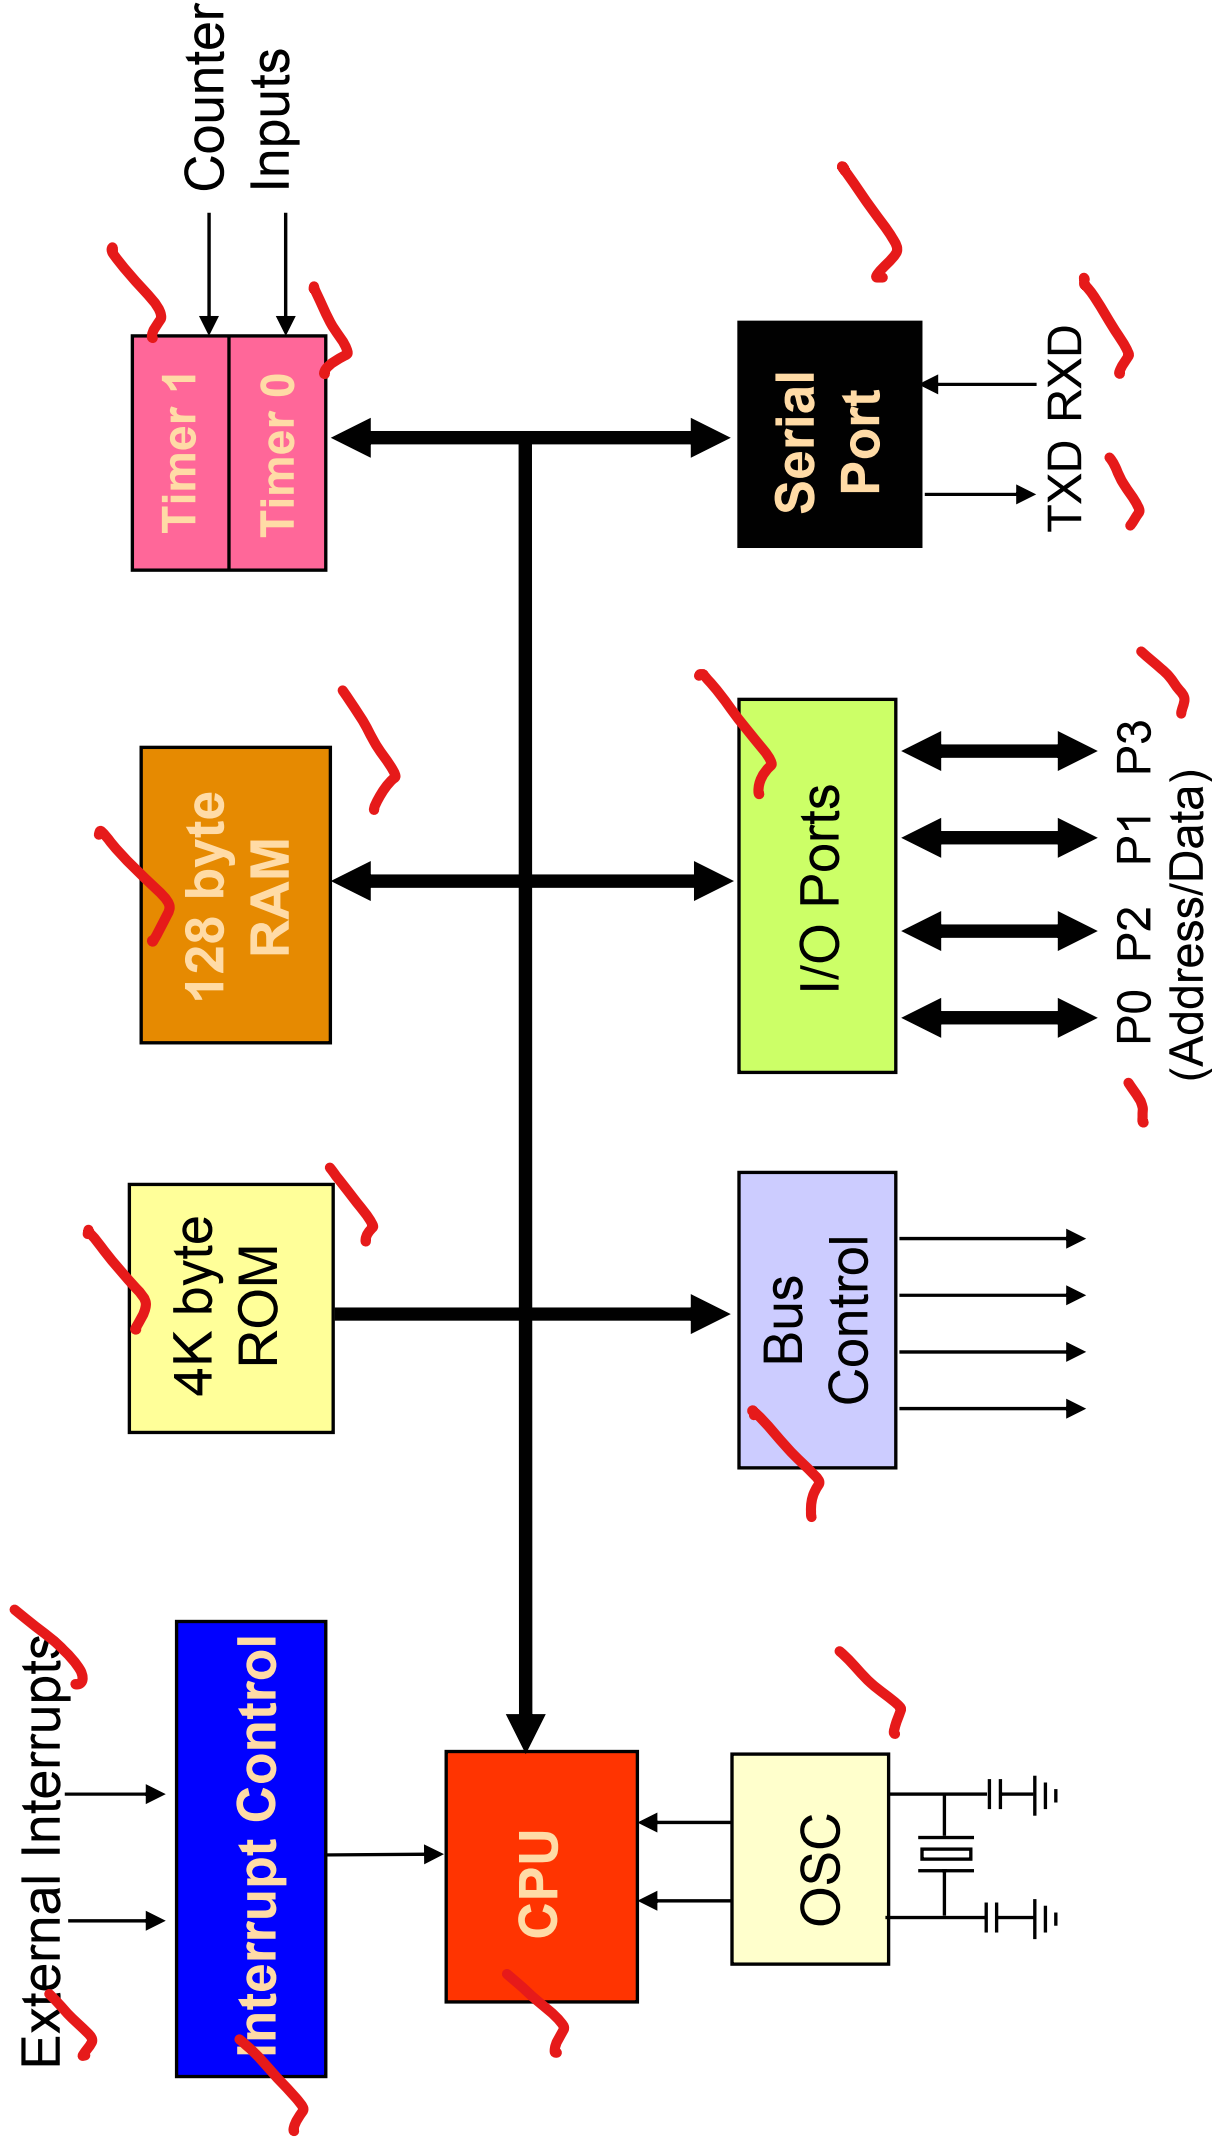 External Interrupts
Interrupt Control
4K byte
ROM
128 byte
RAM
Timer 1
Timer 0
Counter
Inputs
CPU
OSC
Bus
Control
I/O Ports
Serial
Port
P0 P2 P1 P3
(Address/Data)
TXD RXD